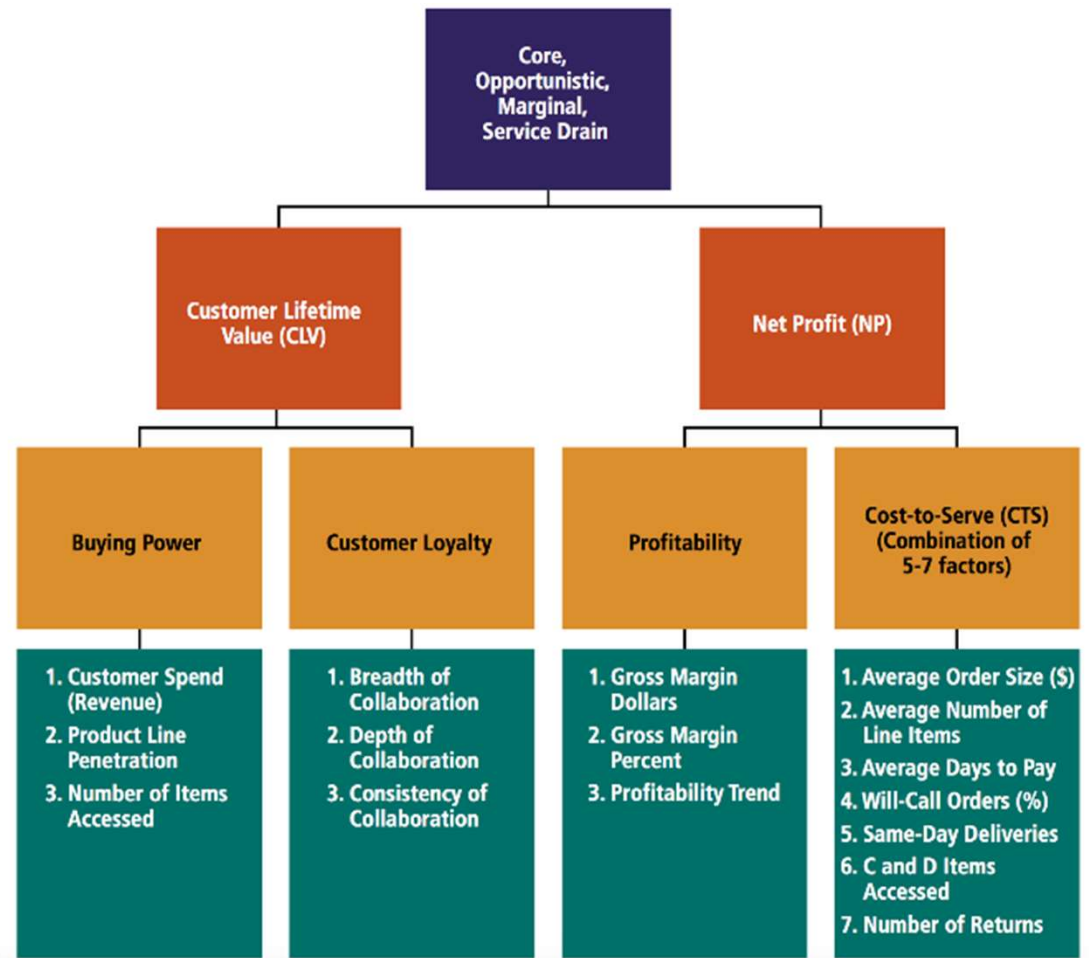 Core,
Opportunistic,
Marginal,
Service Drain
Customer Lifetime
Value (CLV)
Net Profit (NP)
Buying Power
Customer Loyalty
Profitability
Cost-to-Serve (CTS)
(Combination of
5-7 factors)
1. Customer Spend
(Revenue)
2. Product Line
Penetration
3. Number of Items
Accessed
1. Breadth of
Collaboration
2. Depth of
Collaboration
3. Consistency of
Collaboration
1. Gross Margin
Dollars
2. Gross Margin
Percent
3. Profitability Trend
1. Average Order Size ($)
2. Average Number of
Line Items
3. Average Days to Pay
4. Will-Call Orders (%)
5. Same-Day Deliveries
6. C and D Items
Accessed
7. Number of Returns